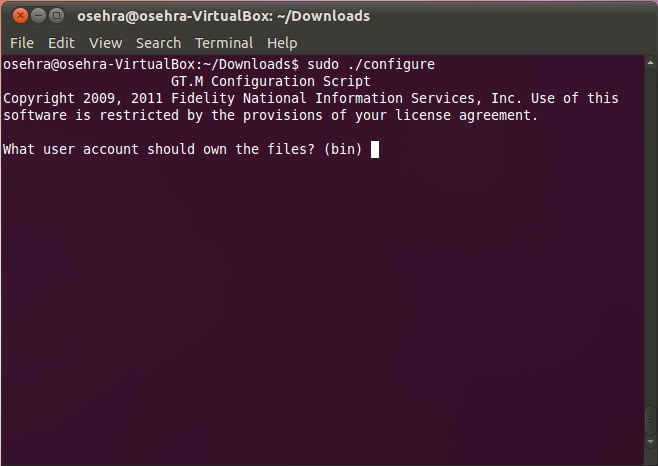 osehra@osehra-VirtualBox: ~/Downloads
File Edit View Search Terminal Help
osehra@osehra-VirtualBox:~/Downloads$ sudo ./configure
GT.M Configuration Script
Copyright 2009, 2011 Fidelity National Information Services, Inc. Use of this
software is restricted by the provisions of your license agreement.
What user account should own the files? (bin)